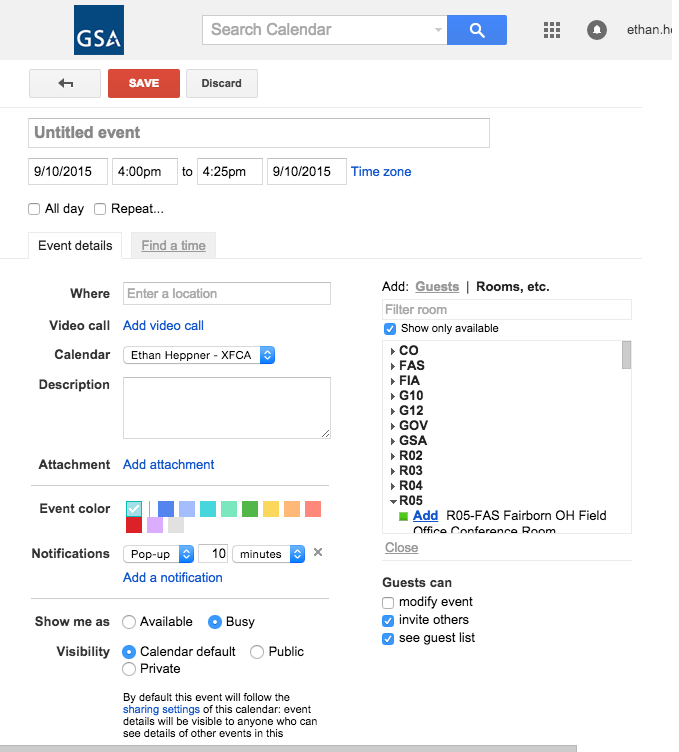 GSA
Search Calendar
ethan.he
SAVE
Discard
Untitled event
9/10/2015 4:00pm to 4:25pm 9/10/2015 Time zone
All day Repeat...
Event details Find a time
Where Enter a location
Video call Add video call
Calendar Ethan Heppner - XFCA
Description
Attachment Add attachment
Event color
Notifications Pop-up 10 minutes
Add a notification
Show me as Available Busy
Visibility Calendar default Public
Private
By default this event will follow the
sharing settings of this calendar: event
details will be visible to anyone who can
see details of other events in this
Add: Guests | Rooms, etc.
Filter room
Show only available
CO
FAS
FIA
G10
G12
GOV
GSA
R02
R03
R04
R05
Add R05-FAS Fairborn OH Field
Office Conference Room
Close
Guests can
modify event
invite others
see guest list